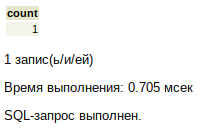 count
1
1 запис(ь/и/ей)
Время выполнения: 0.705 мсек
SQL-запрос выполнен.